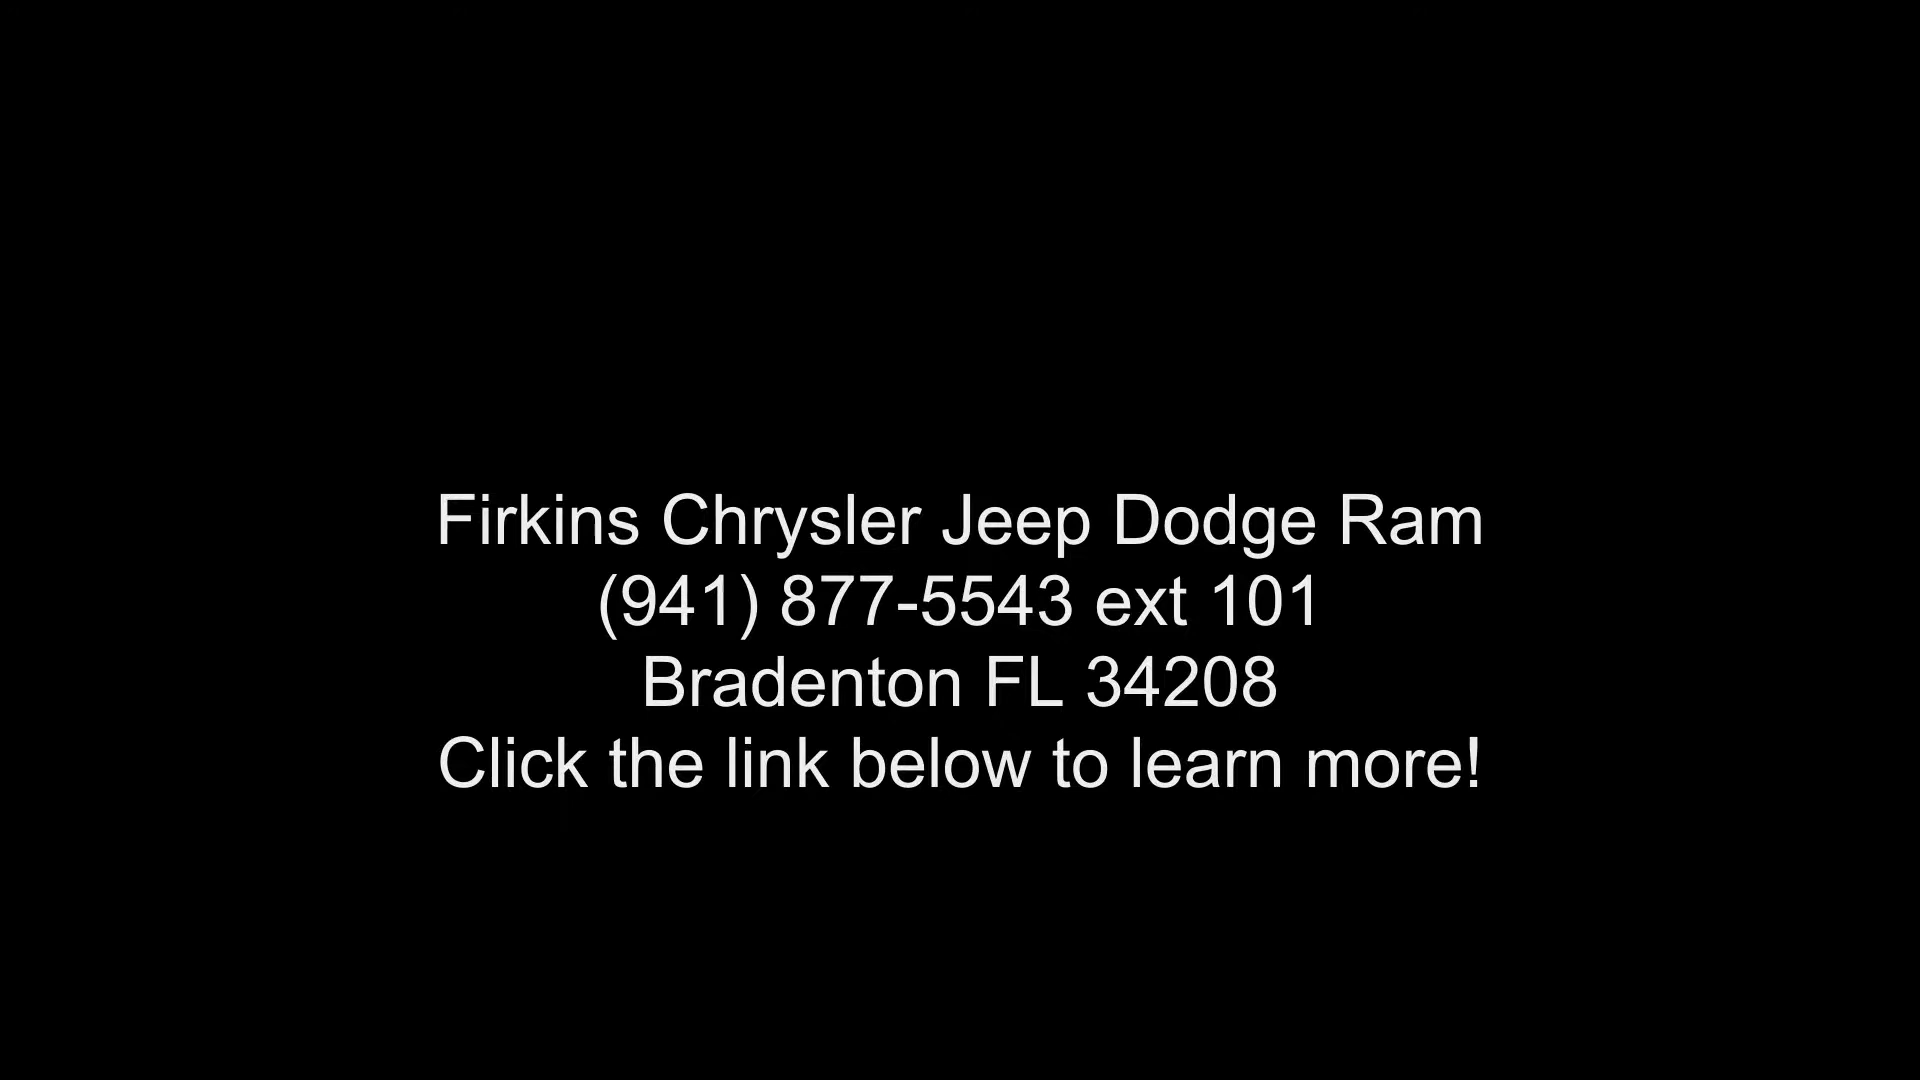 Firkins Chrysler Jeep Dodge Ram
(941) 877-5543 ext 101
Bradenton FL 34208
Click the link below to learn more!